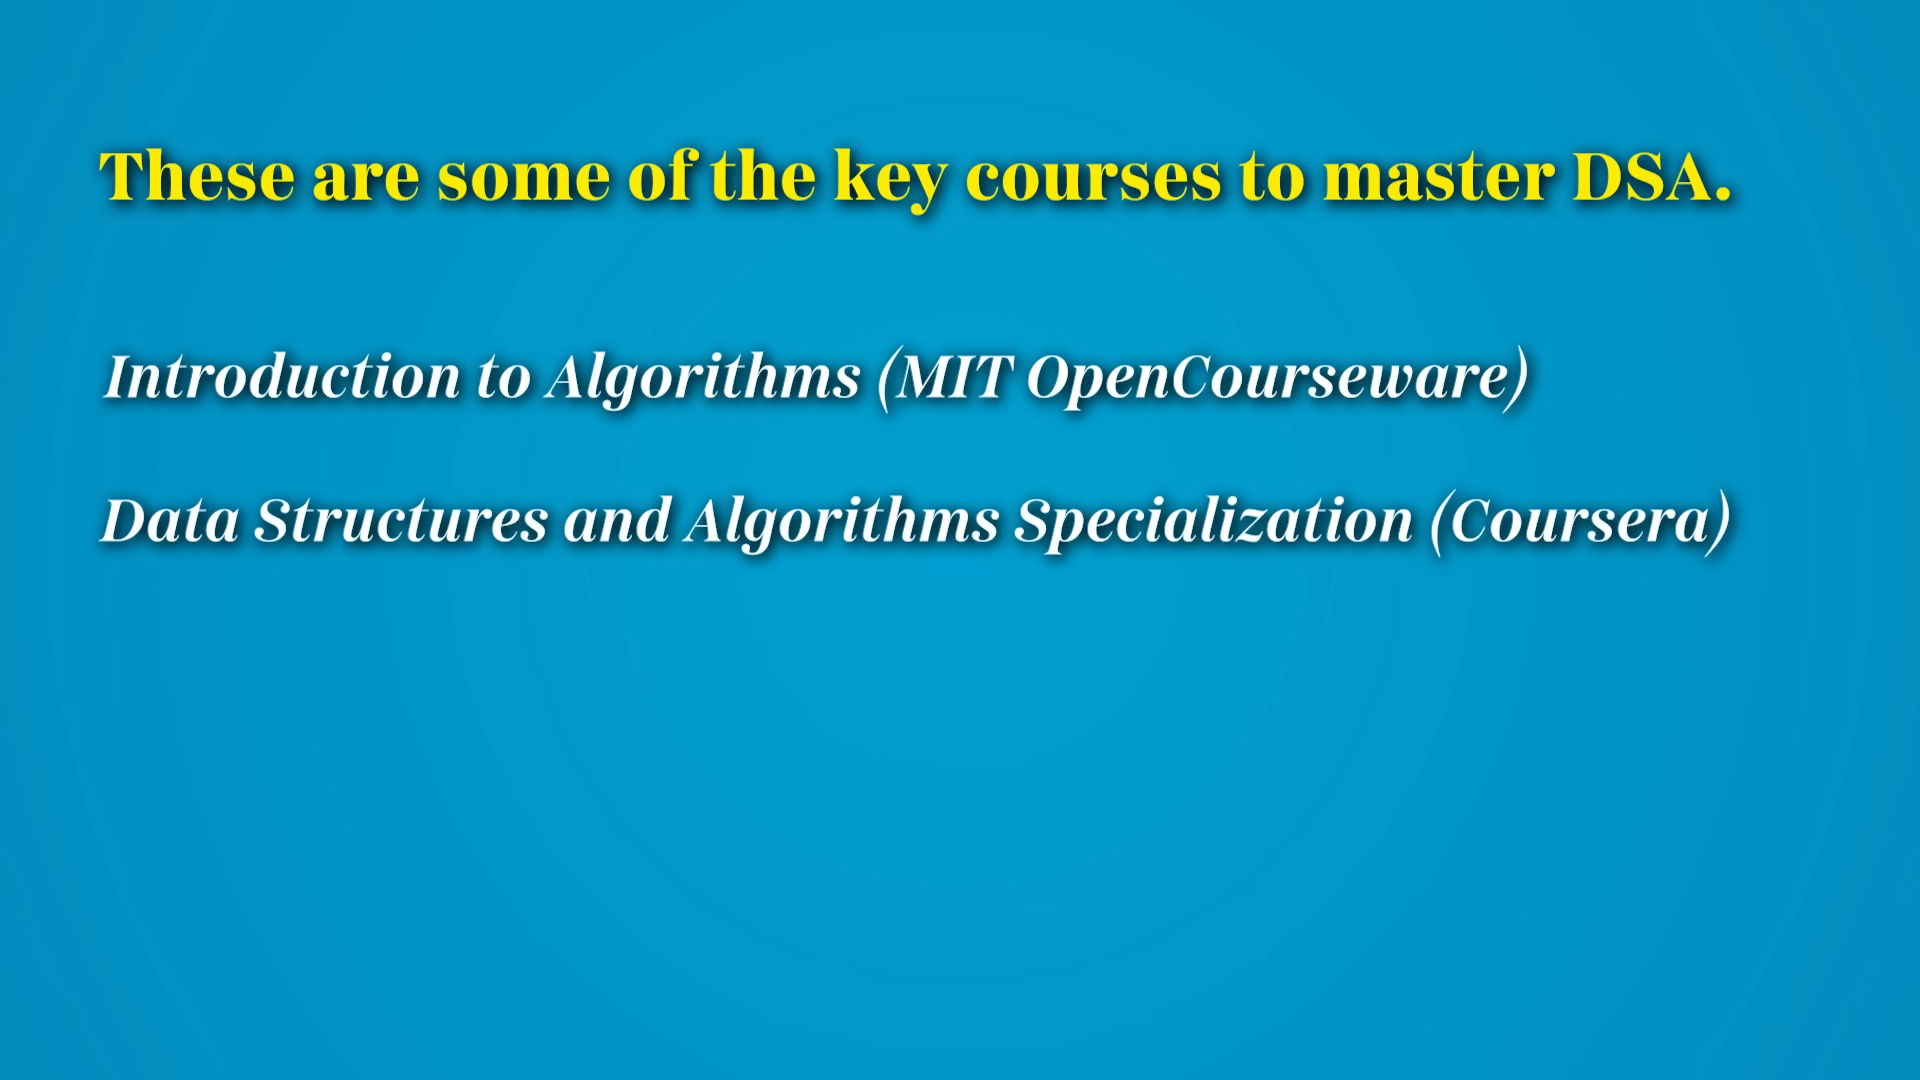 These are some of the key courses to master DSA.
Introduction to Algorithms (MIT OpenCourseware)
Data Structures and Algorithms Specialization (Coursera)